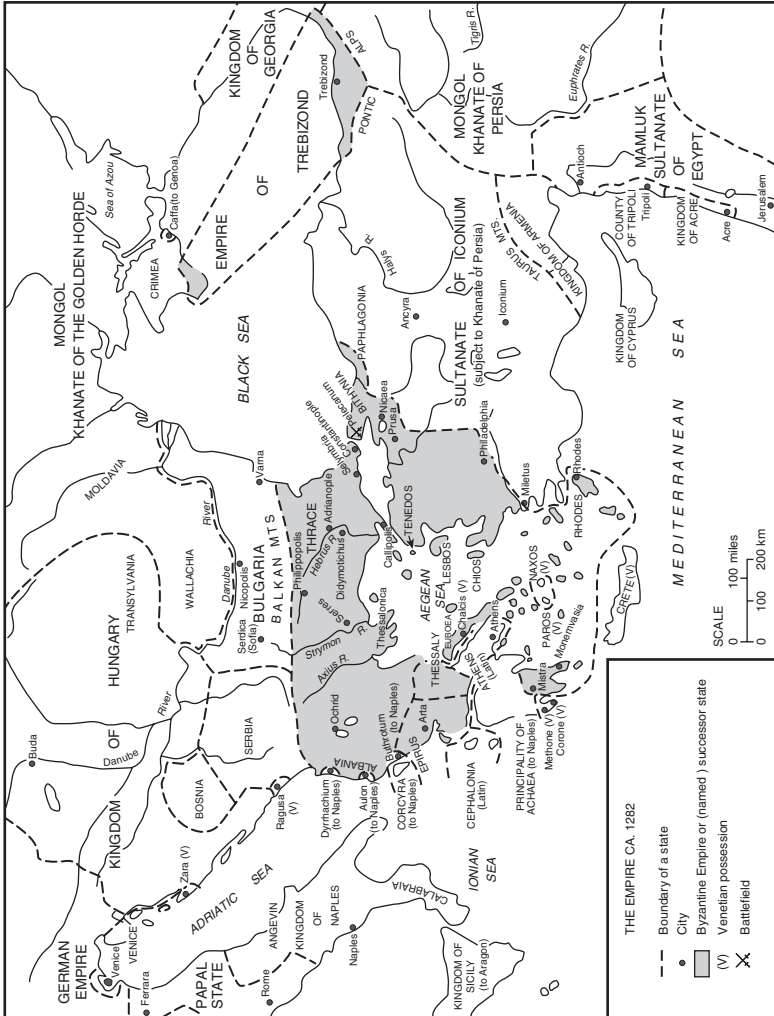 MONGOL
KHANATE OF THE GOLDEN HORDE
KINGDOM
OF
GEORGIA
Sea of Azou
Caffa(to Genoa)
CRIMEA
EMPIRE
OF
TREBIZOND
Trebizond
PONTIC
ALPS
Tigris R.
MONGOL
KHANATE OF
PERSIA
Euphrates R.
BLACK SEA
HUNGARY
OF
KINGDOM
MOLDAVIA
TRANSYLVANIA
WALLACHIA
Buda
Danube
River
Danube
River
SERBIA
BOSNIA
Nicopolis
Serdica
(Sofia)
BULGARIA
BALKAN MTS
Varna
GERMAN
EMPIRE
Venice
VENICE
Ferrara
PAPAL
STATE
Rome
Zara (V)
ADRIATIC
SEA
Ragusa
(V)
ANGEVIN
KINGDOM
OF
NAPLES
Naples
CALABRAIA
KINGDOM OF
SICILY
(to Aragon)
IONIAN
SEA
Philippopolis
THRACE
Adrianople
Hebrus R.
Didymotichus
Selymbria
Constantinople
Pelecanum
BITHYNIA
PAPHLAGONIA
Nicaea
Prusa
Halys
R.
Ancyra
SULTANATE OF ICONIUM
(subject to Khanate of Persia)
Iconium
TAURUS MTS.
KINGDOM OF ARMENIA
Serres
Strymon R.
Axius R.
Thessalonica
Callipolis
TENEDOS
Ochrid
ALBANIA
Dyrrhachium
(to Naples)
Aulon
(to Naples)
Buthrotum
(to Naples)
CORCYRA
(to Naples)
EPIRUS
Arta
THESSALY
AEGEAN
SEA
LESBOS
CHIOS
EUBOEA
Chalcis (V)
Athens
ATHENS
(Latin)
CEPHALONIA
(Latin)
PRINCIPALITY OF
ACHAEA (to Naples)
Methone (V)
Corone (V)
Mistra
Monemvasia
PAROS
(V)
NAXOS
(V)
Philadelphia
Miletus
Rhodes
RHODES
CRETE(V)
KINGDOM
OF CYPRUS
Antioch
COUNTY
OF TRIPOLI
Tripoli
KINGDOM
OF ACRE
Acre
Jerusalem
MAMLUK
SULTANATE
OF
EGYPT
MEDITERRANEAN SEA
SCALE
0 100 miles
0 100 200 km
THE EMPIRE CA. 1282
Boundary of a state
City
Byzantine Empire or (named ) successor state
(V) Venetian possession
Battlefield